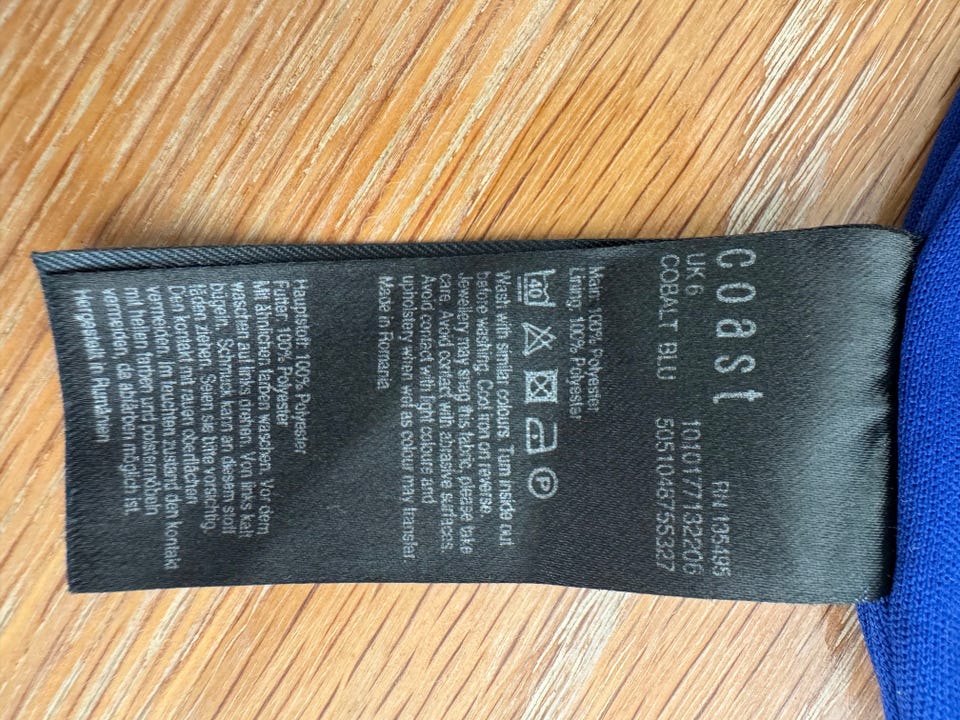 coast
RN 135495
UK 6 1010177132206
COBALT BLU 5051048755327
Main: 100% Polyester
Lining: 100% Polyester
40 P
Wash with similar colours. Turn inside out
before washing. Cool iron on reverse.
Jewellery may snag this fabric, please take
care. Avoid contact with abrasive surfaces.
Avoid contact with light colours and
upholstery when wet as colour may transfer.
Made in Romania
Haupstoff: 100% Polyester
Futter: 100% Polyester
Mit ähnlichen farben waschen. Vor dem
waschen auf links drehen. Von links kalt
bügeln. Schmuck kann an diesem stoff
fäden ziehen. Seien sie bitte vorsichtig.
Den kontakt mit rauen oberflächen
vermeiden. Im feuchten zustand den kontakt
mit hellen farben und polstermöbeln
vermeiden, da abfärben möglich ist.
Hergestellt in Rumänien